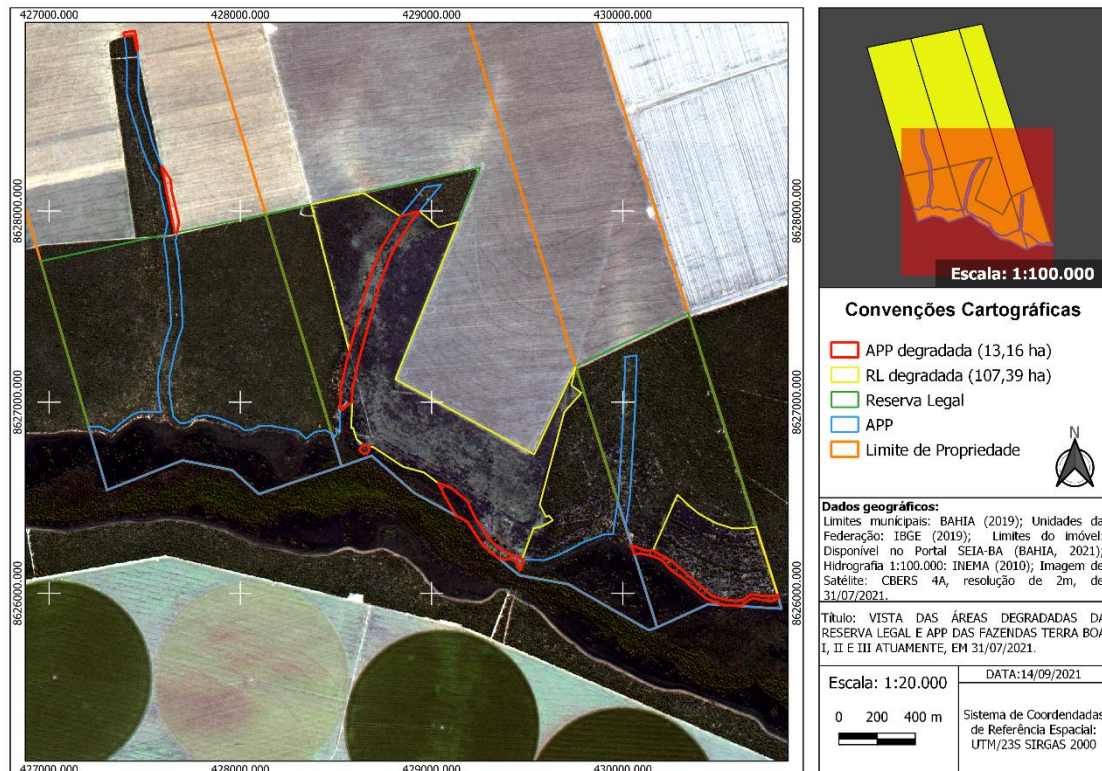 427000.000
428000.000
429000.000
430000.000
8628000.000
8628000.000
8627000.000
8627000.000
8626000.000
8626000.000
427000.000
428000.000
429000.000
430000.000
Escala: 1:100.000
Convenções Cartográficas
APP degradada (13,16 ha)
RL degradada (107,39 ha)
Reserva Legal
APP
Limite de Propriedade
N
Dados geográficos:
Limites municipais: BAHIA (2019); Unidades da
Federação: IBGE (2019); Limites do imóvel:
Disponível no Portal SEIA-BA (BAHIA, 2021);
Hidrografia 1:100.000: INEMA (2010); Imagem de
Satélite: CBERS 4A, resolução de 2m, de
31/07/2021.
Título: VISTA DAS ÁREAS DEGRADADAS DA
RESERVA LEGAL E APP DAS FAZENDAS TERRA BOA
I, II E III ATUAMENTE, EM 31/07/2021.
Escala: 1:20.000
0 200 400 m
DATA:14/09/2021
Sistema de Coordendadas
de Referência Espacial:
UTM/23S SIRGAS 2000